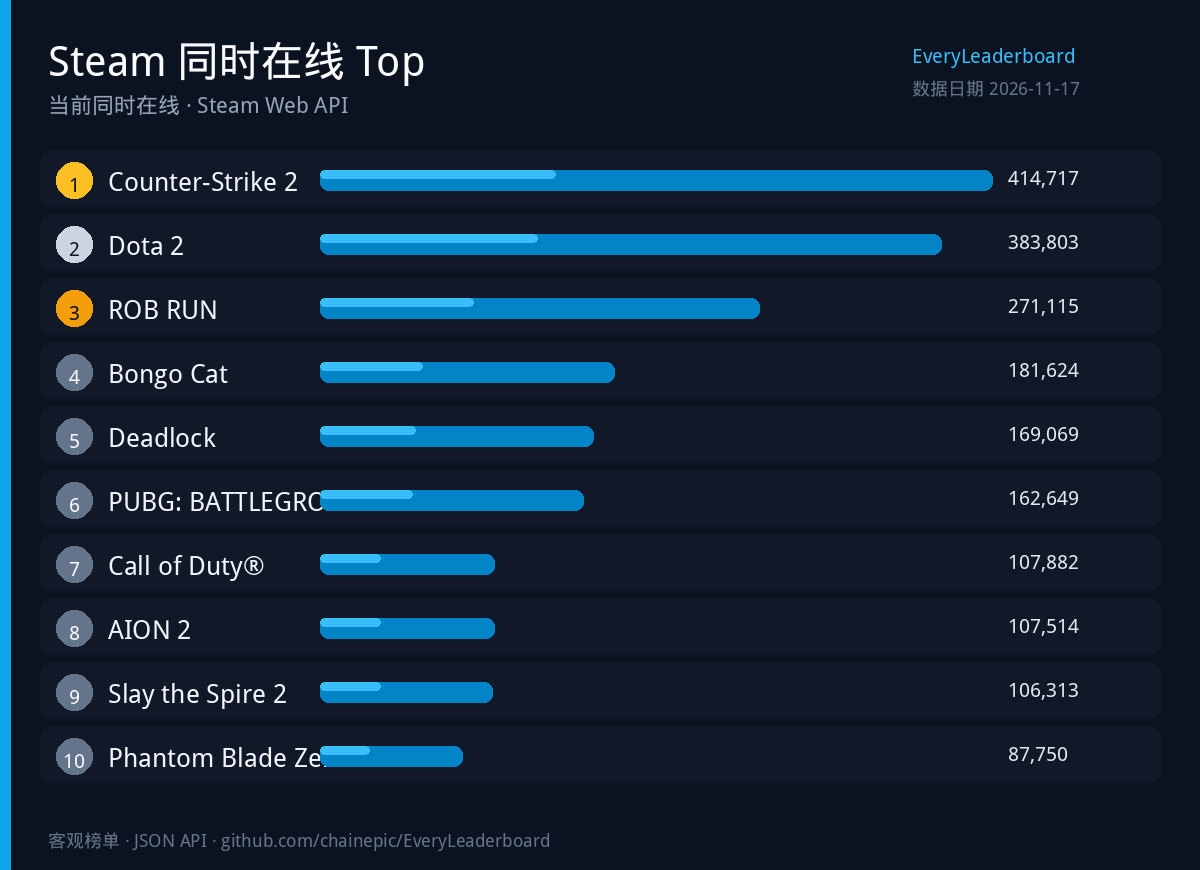 Steam 同时在线 Top
当前同时在线 · Steam Web API
EveryLeaderboard
数据日期 2026-11-17
1 Counter-Strike 2 414,717
2 Dota 2 383,803
3 ROB RUN 271,115
4 Bongo Cat 181,624
5 Deadlock 169,069
6 PUBG: BATTLEGRO 162,649
7 Call of Duty® 107,882
8 AION 2 107,514
9 Slay the Spire 2 106,313
10 Phantom Blade Ze 87,750
客观榜单 · JSON API · github.com/chainepic/EveryLeaderboard